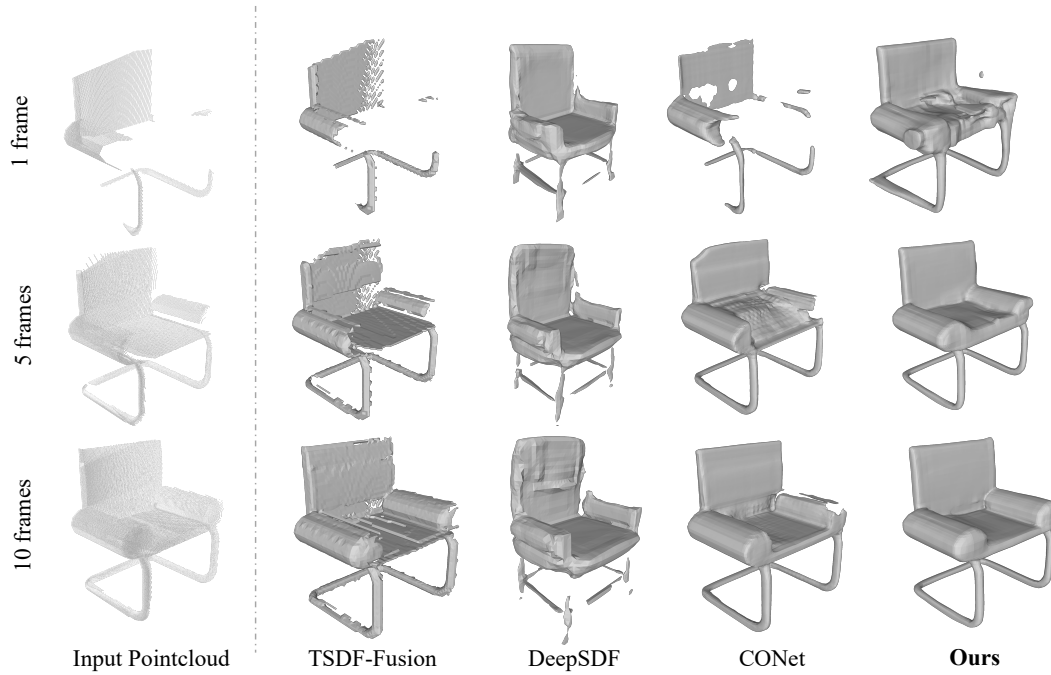 1 frame
5 frames
10 frames
Input Pointcloud
TSDF-Fusion
DeepSDF
CONet
Ours